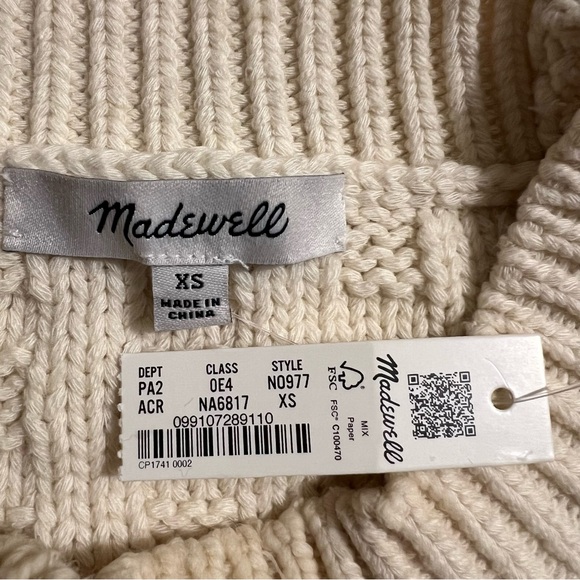 Madewell
XS
MADE IN
CHINA
DEPT CLASS STYLE
PA2 0E4 N0977
ACR NA6817 XS
099107289110
CP1741 0002
FSC
FSC® C100470
Paper
MIX
Madewell